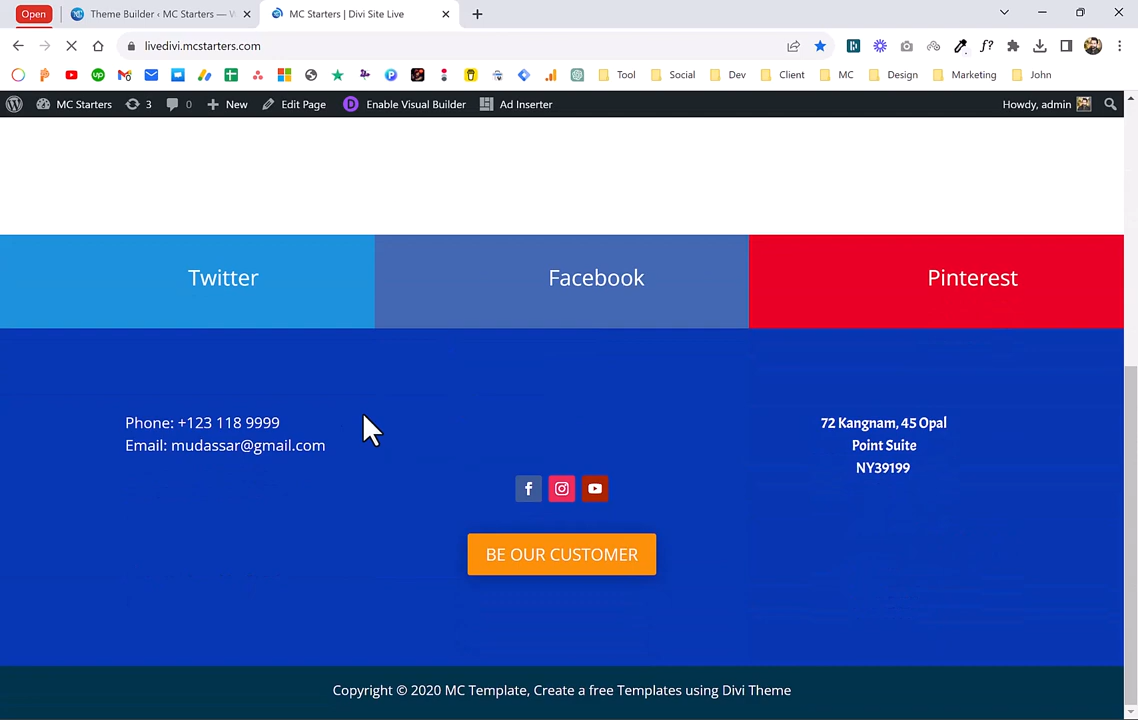 Open
Theme Builder ‹ MC Starters — W
MC Starters | Divi Site Live
livedivi.mcstarters.com
Tool
Social
Dev
Client
MC
Design
Marketing
John
MC Starters
3
0
New
Edit Page
Enable Visual Builder
Ad Inserter
Howdy, admin
Twitter
Facebook
Pinterest
Phone: +123 118 9999
Email: mudassar@gmail.com
72 Kangnam, 45 Opal
Point Suite
NY39199
BE OUR CUSTOMER
Copyright © 2020 MC Template, Create a free Templates using Divi Theme